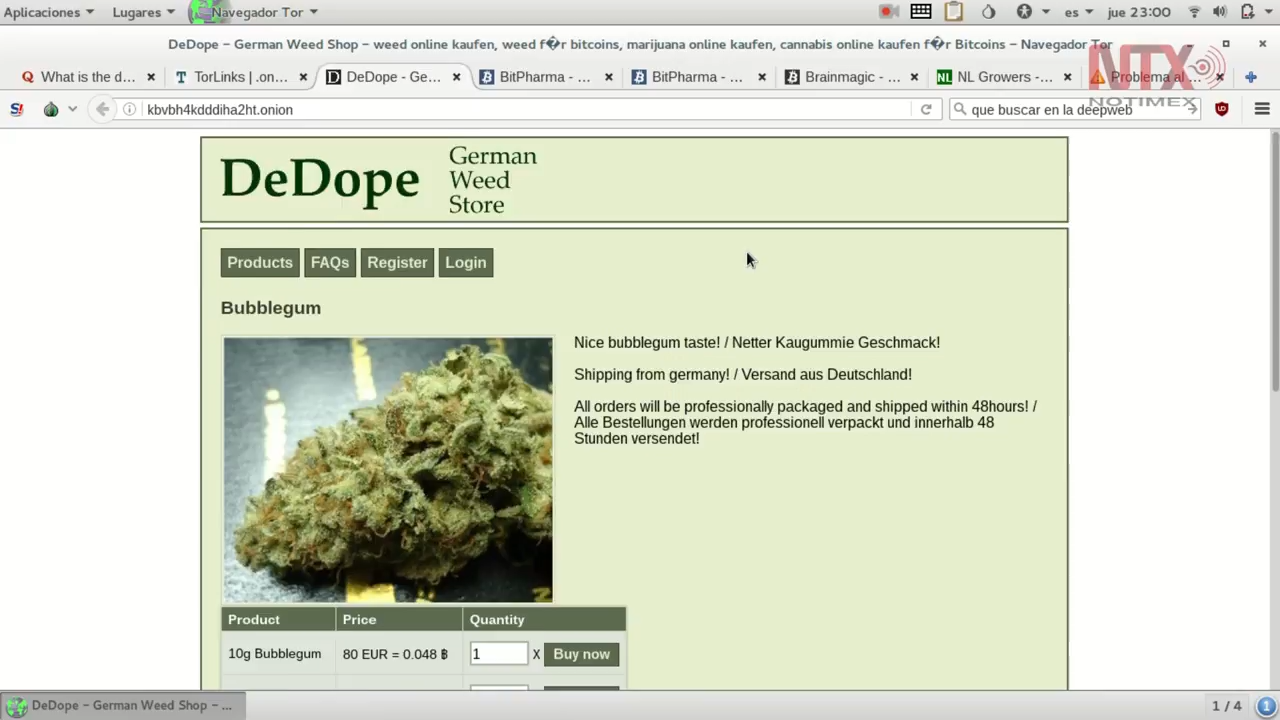 Aplicaciones Lugares Navegador Tor es jue 23:00
DeDope - German Weed Shop - weed online kaufen, weed f�r bitcoins, marijuana online kaufen, cannabis online kaufen f�r Bitcoins - Navegador Tor
Q What is the d... T TorLinks | .on... D DeDope - Ge... BitPharma - ... BitPharma - ... Brainmagic - ... NL NL Growers -... Problema al ...
NTX
NOTIMEX
S! kbvbh4kdddiha2ht.onion que buscar en la deepweb
DeDope
German
Weed
Store
Products FAQs Register Login
Bubblegum
Nice bubblegum taste! / Netter Kaugummie Geschmack!
Shipping from germany! / Versand aus Deutschland!
All orders will be professionally packaged and shipped within 48hours! /
Alle Bestellungen werden professionell verpackt und innerhalb 48
Stunden versendet!
Product Price Quantity
10g Bubblegum 80 EUR = 0.048 ฿ 1 X Buy now
DeDope - German Weed Shop - ... 1 / 4 1